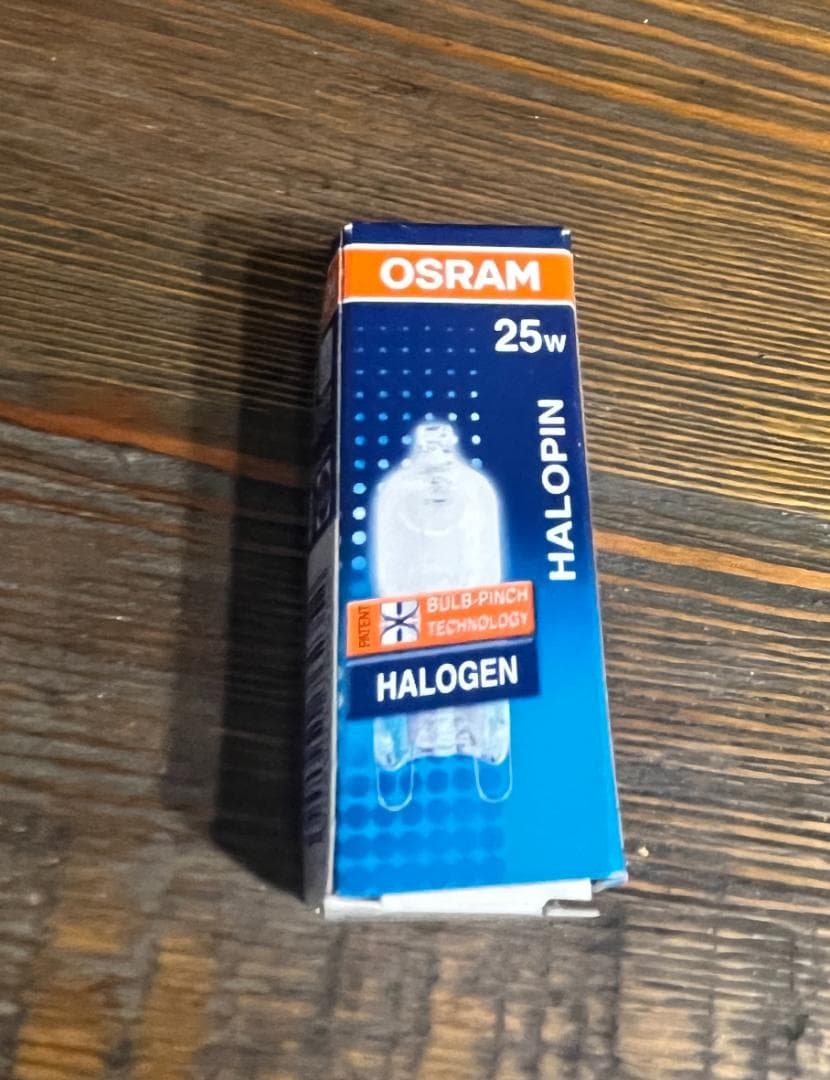 OSRAM
25W
HALOPIN
PATENT
BULB-PINCH
TECHNOLOGY
HALOGEN